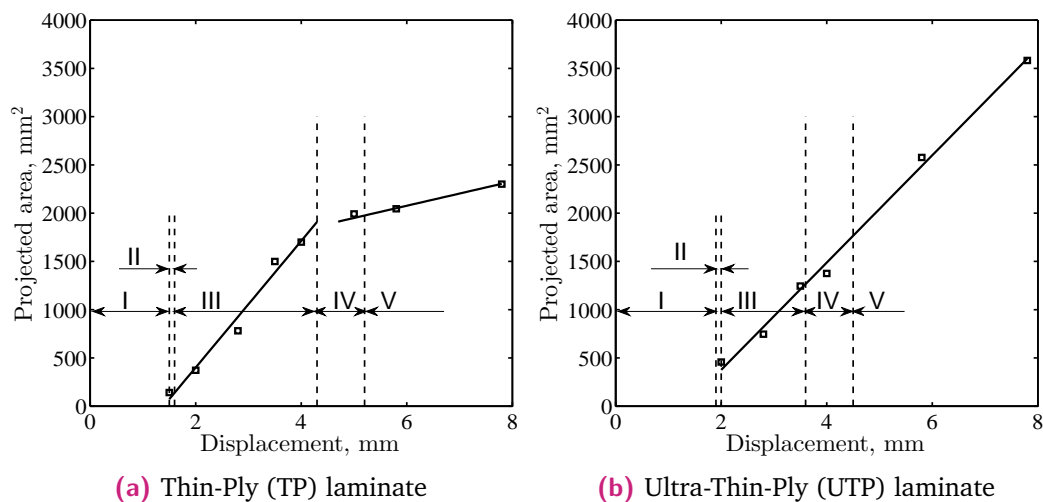 4000
3500
3000
2500
2000
1500
1000
500
0
Projected area, mm²
II
I
III
IV
V
0
2
4
6
8
Displacement, mm
(a) Thin-Ply (TP) laminate
4000
3500
3000
2500
2000
1500
1000
500
0
Projected area, mm²
II
I
III
IV
V
0
2
4
6
8
Displacement, mm
(b) Ultra-Thin-Ply (UTP) laminate